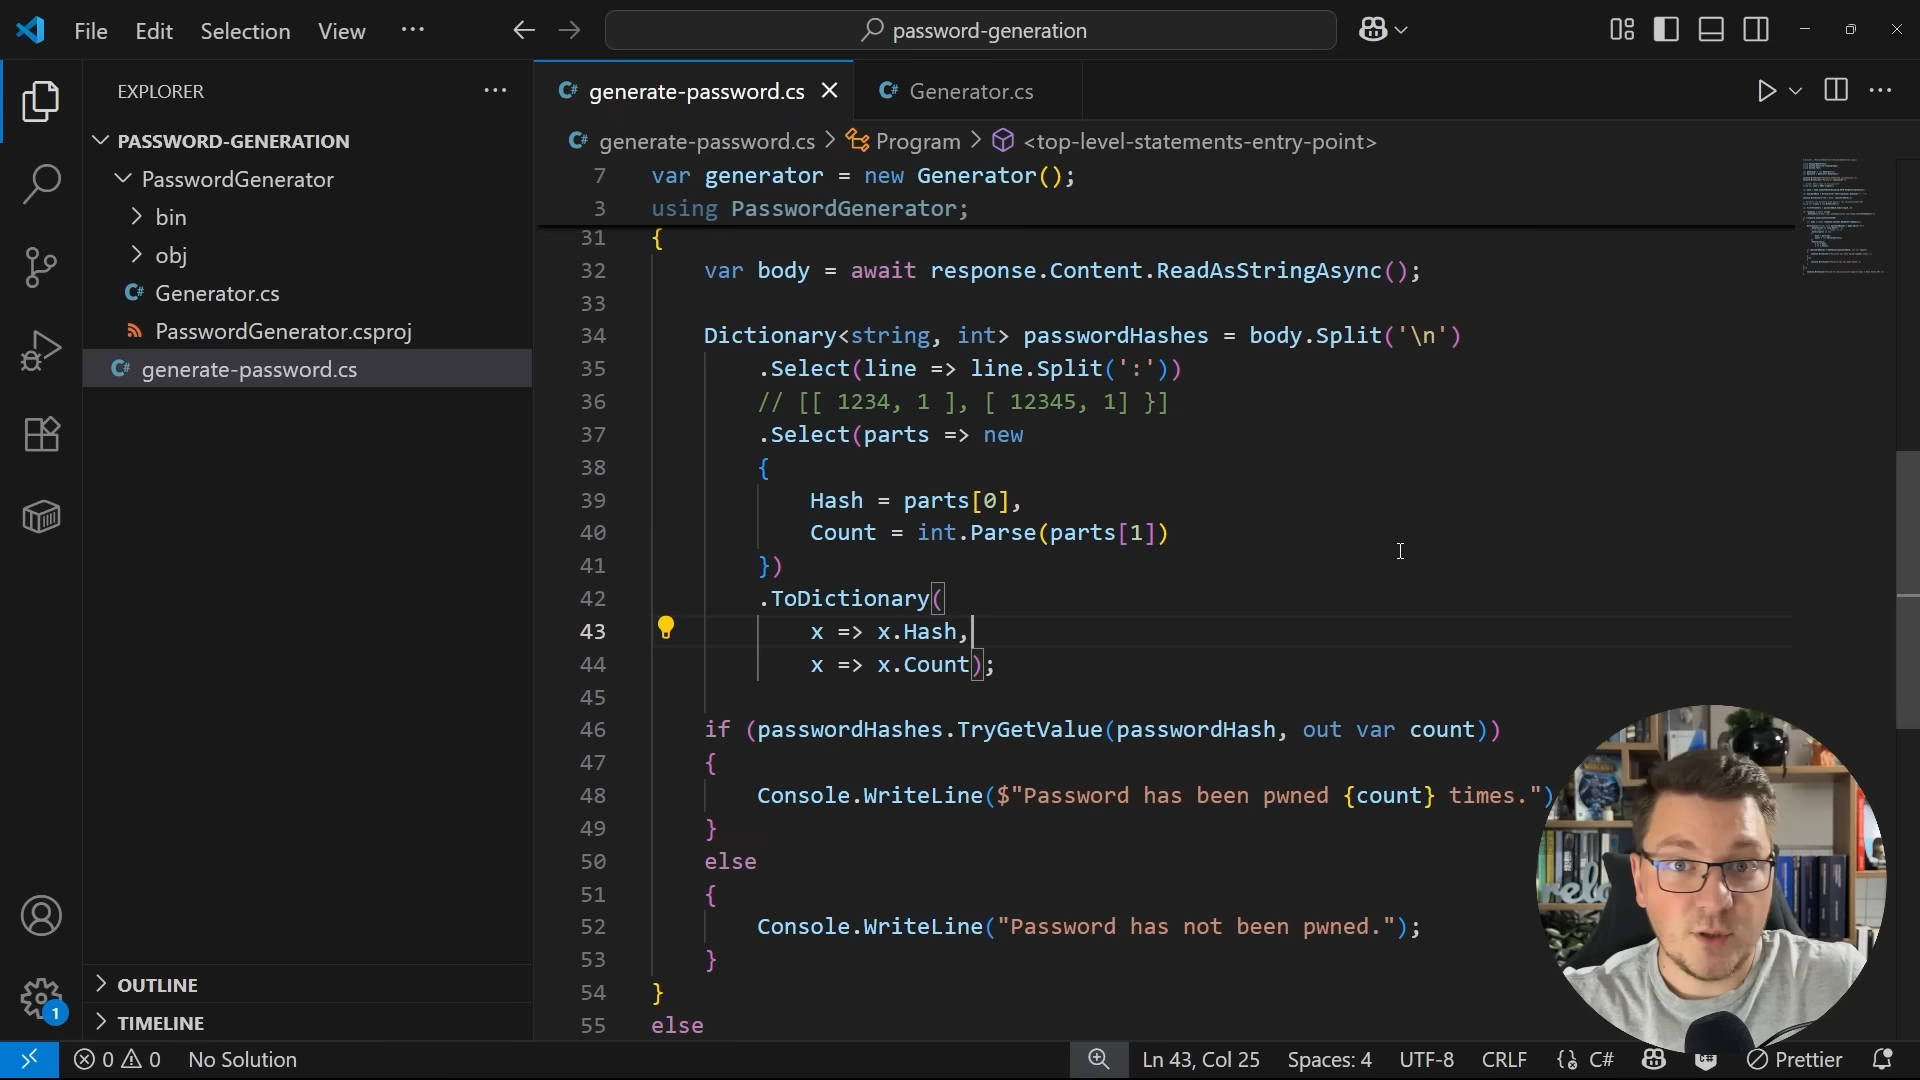 File Edit Selection View ···
password-generation
EXPLORER ···
PASSWORD-GENERATION
PasswordGenerator
bin
obj
Generator.cs
PasswordGenerator.csproj
generate-password.cs
OUTLINE
TIMELINE
generate-password.cs
Generator.cs
generate-password.cs > Program > <top-level-statements-entry-point>
7 var generator = new Generator();
3 using PasswordGenerator;
31 {
32 var body = await response.Content.ReadAsStringAsync();
33
34 Dictionary<string, int> passwordHashes = body.Split('\n')
35 .Select(line => line.Split(':'))
36 // [[ 1234, 1 ], [ 12345, 1] }]
37 .Select(parts => new
38 {
39 Hash = parts[0],
40 Count = int.Parse(parts[1])
41 })
42 .ToDictionary(
43 x => x.Hash,
44 x => x.Count);
45
46 if (passwordHashes.TryGetValue(passwordHash, out var count))
47 {
48 Console.WriteLine($"Password has been pwned {count} times.")
49 }
50 else
51 {
52 Console.WriteLine("Password has not been pwned.");
53 }
54 }
55 else
1
0 0 No Solution
Ln 43, Col 25 Spaces: 4 UTF-8 CRLF {} C# Prettier